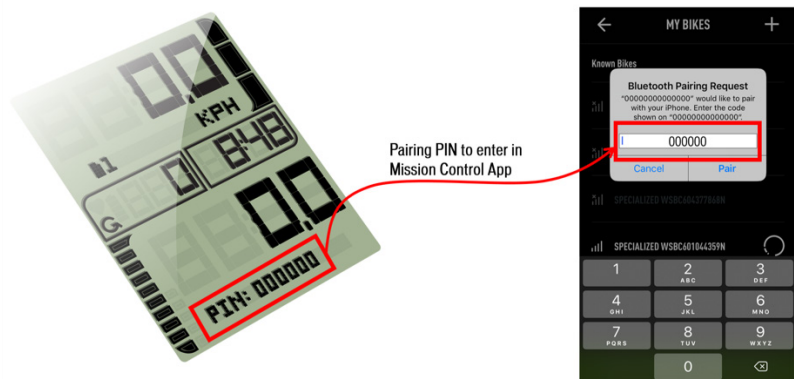 0.0
KPH
1
0
8:48
G
0.0
PIN: 000000
Pairing PIN to enter in
Mission Control App
MY BIKES
Known Bikes
Bluetooth Pairing Request
“00000000000000” would like to pair
with your iPhone. Enter the code
shown on “00000000000000”.
000000
Cancel Pair
SPECIALIZED WSBC604377868N
SPECIALIZED WSBC601044359N
1 2 3
ABC DEF
4 5 6
GHI JKL MNO
7 8 9
PQRS TUV WXYZ
0